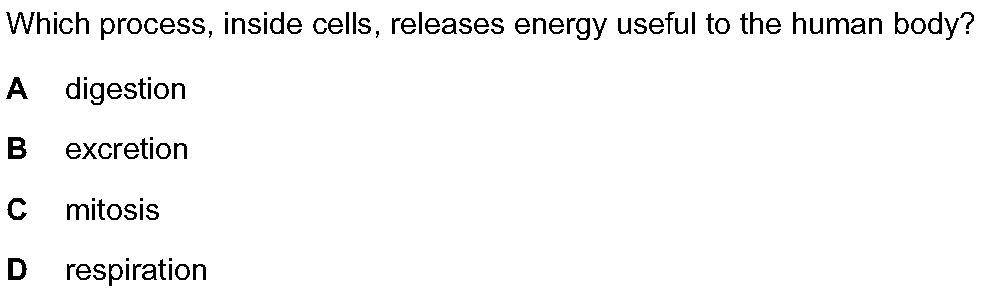 Which process, inside cells, releases energy useful to the human body?
A digestion
B excretion
C mitosis
D respiration